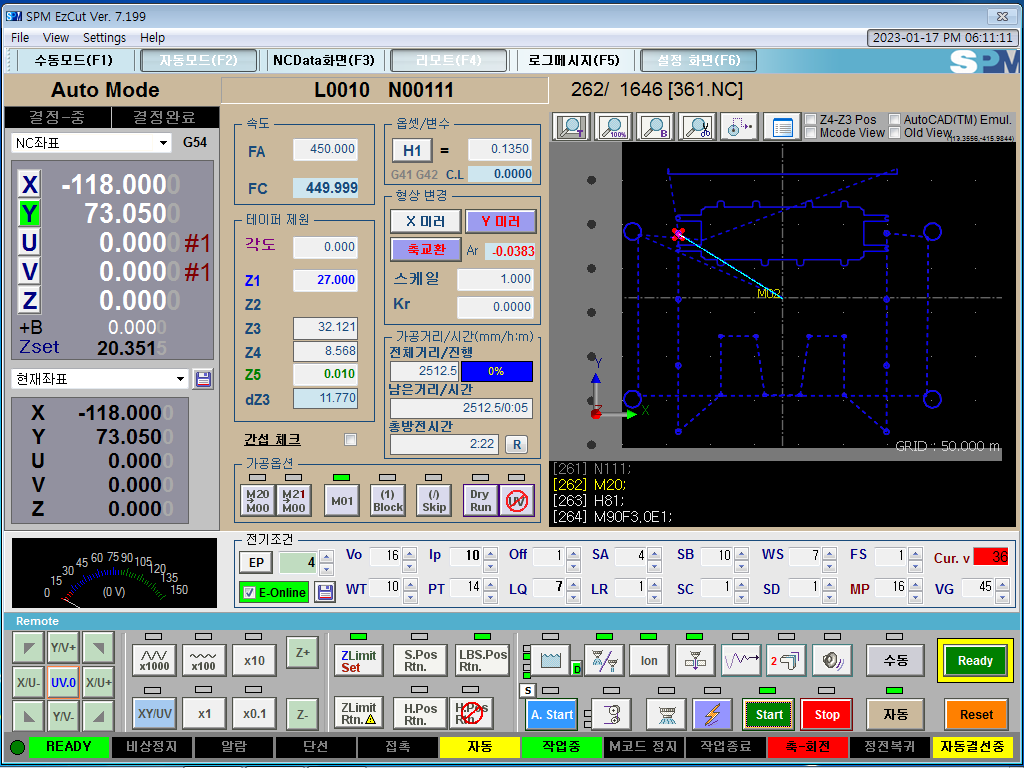 SPM EzCut Ver. 7.199
File View Settings Help
2023-01-17 PM 06:11:11
수동모드(F1) 자동모드(F2) NCData화면(F3) 리모트(F4) 로그메시지(F5) 설정 화면(F6) SPM
Auto Mode L0010 N00111 262/ 1646 [361.NC]
결정-중 결정완료
NC좌표 G54
X -118.0000
Y 73.0500
U 0.0000 #1
V 0.0000 #1
Z 0.0000
+B 0.0000
Zset 20.3515
현재좌표
X -118.0000
Y 73.0500
U 0.0000
V 0.0000
Z 0.0000
속도
FA 450.000
FC 449.999
테이퍼 제원
각도 0.000
Z1 27.000
Z2
Z3 32.121
Z4 8.568
Z5 0.010
dZ3 11.770
간섭 체크
옵셋/변수
H1 = 0.1350
G41 G42 C.L 0.0000
형상 변경
X 미러 Y 미러
축교환 Ar -0.0383
스케일 1.000
Kr 0.0000
가공거리/시간(mm/h:m)
전체거리/진행
2512.5 0%
남은거리/시간
2512.5/0:05
총방전시간
2:22 R
가공옵션
M20 M00 M21 M00 M01 (1) Block (/) Skip Dry Run UV
100% B
Z4-Z3 Pos AutoCAD(TM) Emul.
Mcode View Old View
(13.3556,-415.9844)
M02
Y
Z X
GRID : 50.000 m
[261] N111;
[262] M20;
[263] H81;
[264] M90F3.0E1;
0 15 30 45 60 75 90 105 120 135 150
(0 V)
전기조건
EP 4
E-Online
Vo 16 Ip 10 Off 1 SA 4 SB 10 WS 7 FS 1 Cur. v 36
WT 10 PT 14 LQ 7 LR 1 SC 1 SD 1 MP 16 VG 45
Remote
Y/V+
X/U- UV.0 X/U+
Y/V-
x1000 x100 x10 Z+
XY/UV x1 x0.1 Z-
ZLimit Set S.Pos Rtn. LBS.Pos Rtn.
ZLimit Rtn. H.Pos Rtn. H.Pos Rtn.
D Ion 2 수동 Ready
S A. Start Start Stop 자동 Reset
READY 비상정지 알람 단선 접촉 자동 작업중 M코드 정지 작업종료 축-회전 정전복귀 자동결선중